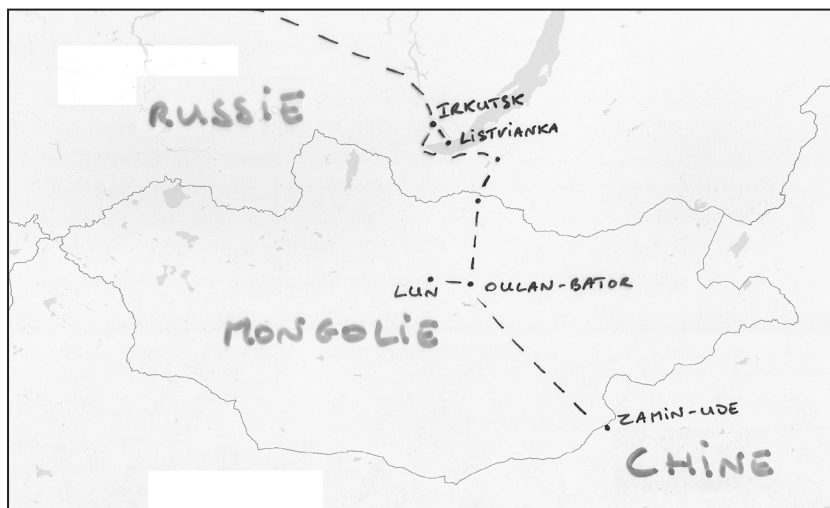 RUSSIE
IRKUTSK
LISTVIANKA
LUN
OULAN-BATOR
MONGOLIE
ZAMIN-UDE
CHINE